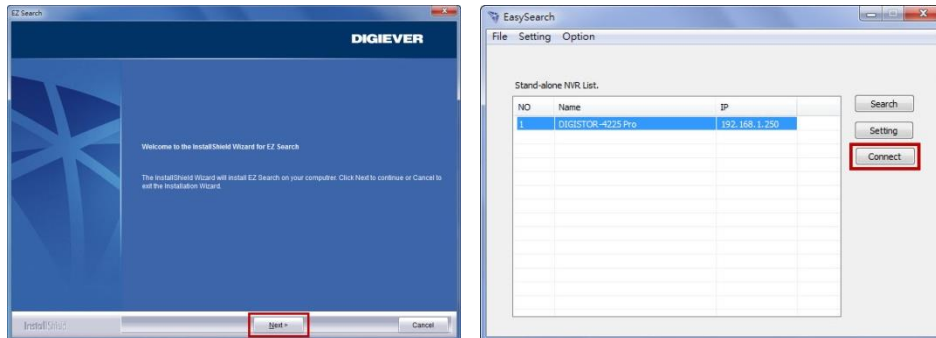 EZ Search
DIGIEVER
Welcome to the InstallShield Wizard for EZ Search
The InstallShield Wizard will install EZ Search on your computrer. Click Next to continue or Cancel to
exit the Installation Wizard.
InstallShield
Next >
Cancel
EasySearch
File Setting Option
Stand-alone NVR List.
NO Name IP
1 DIGISTOR-4225 Pro 192.168.1.250
Search
Setting
Connect